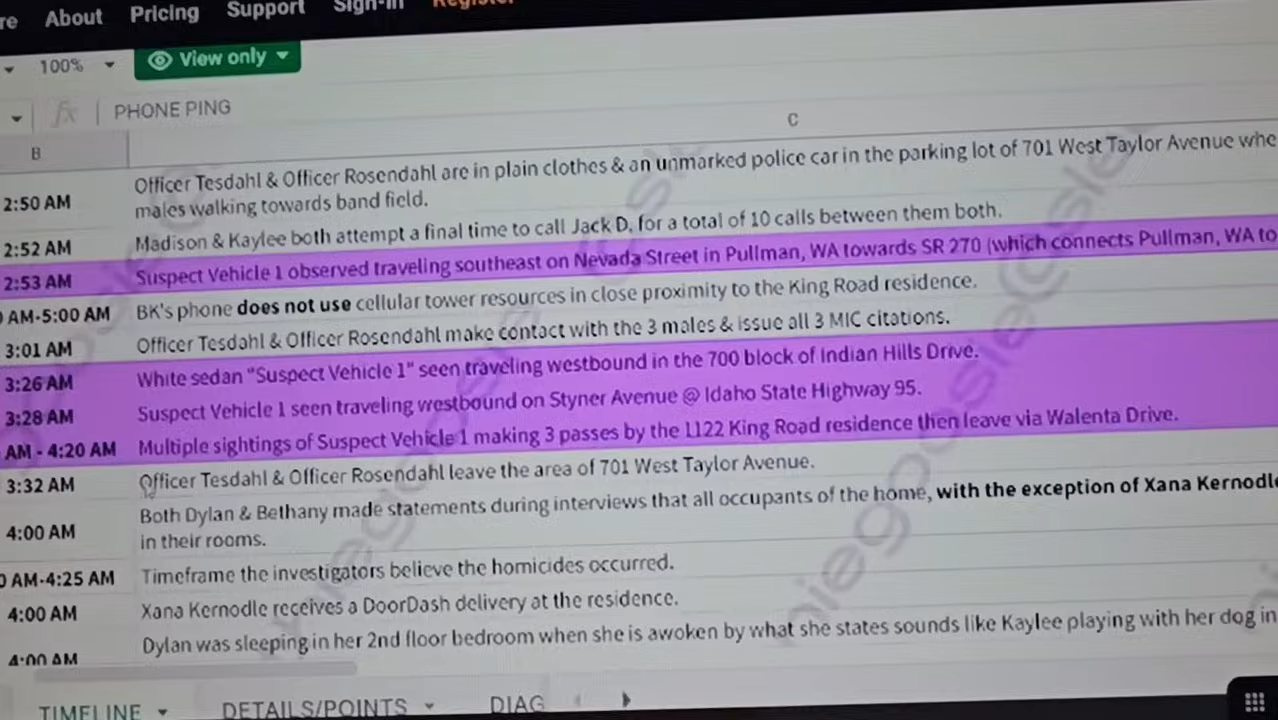 About Pricing Support Sign-in
100% View only
fx PHONE PING
B C
2:50 AM Officer Tesdahl & Officer Rosendahl are in plain clothes & an unmarked police car in the parking lot of 701 West Taylor Avenue
males walking towards band field.
2:52 AM Madison & Kaylee both attempt a final time to call Jack D. for a total of 10 calls between them both.
2:53 AM Suspect Vehicle 1 observed traveling southeast on Nevada Street in Pullman, WA towards SR 270 (which connects Pullman, WA to
AM-5:00 AM BK's phone does not use cellular tower resources in close proximity to the King Road residence.
3:01 AM Officer Tesdahl & Officer Rosendahl make contact with the 3 males & issue all 3 MIC citations.
3:26 AM White sedan "Suspect Vehicle 1" seen traveling westbound in the 700 block of Indian Hills Drive.
3:28 AM Suspect Vehicle 1 seen traveling westbound on Styner Avenue @ Idaho State Highway 95.
AM - 4:20 AM Multiple sightings of Suspect Vehicle 1 making 3 passes by the 1122 King Road residence then leave via Walenta Drive.
3:32 AM Officer Tesdahl & Officer Rosendahl leave the area of 701 West Taylor Avenue.
4:00 AM Both Dylan & Bethany made statements during interviews that all occupants of the home, with the exception of Xana Kernodle
in their rooms.
AM-4:25 AM Timeframe the investigators believe the homicides occurred.
4:00 AM Xana Kernodle receives a DoorDash delivery at the residence.
4:00 AM Dylan was sleeping in her 2nd floor bedroom when she is awoken by what she states sounds like Kaylee playing with her dog in
TIMELINE DETAILS/POINTS DIAG